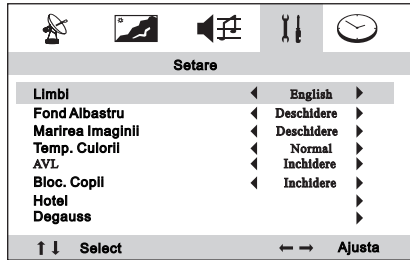 Setare
Limbi English
Fond Albastru Deschidere
Marirea Imaginii Deschidere
Temp. Culorii Normal
AVL Inchidere
Bloc. Copii Inchidere
Hotel
Degauss
Select Ajusta